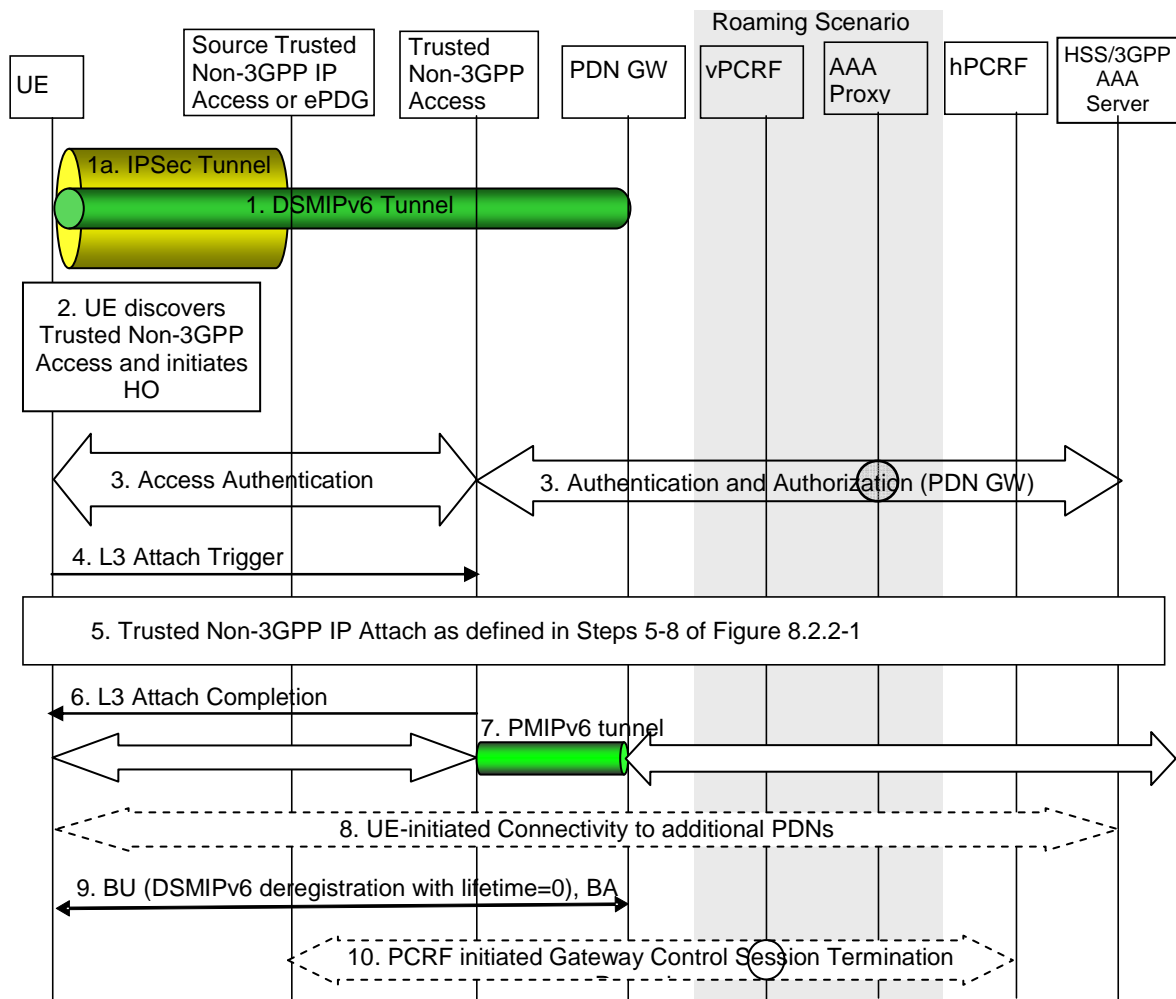 Roaming Scenario
UE
Source Trusted
Non-3GPP IP
Access or ePDG
Trusted
Non-3GPP
Access
PDN GW
vPCRF
AAA
Proxy
hPCRF
HSS/3GPP
AAA
Server
1a. IPSec Tunnel
1. DSMIPv6 Tunnel
2. UE discovers
Trusted Non-3GPP
Access and initiates
HO
3. Access Authentication
3. Authentication and Authorization (PDN GW)
4. L3 Attach Trigger
5. Trusted Non-3GPP IP Attach as defined in Steps 5-8 of Figure 8.2.2-1
6. L3 Attach Completion
7. PMIPv6 tunnel
8. UE-initiated Connectivity to additional PDNs
9. BU (DSMIPv6 deregistration with lifetime=0), BA
10. PCRF initiated Gateway Control Session Termination